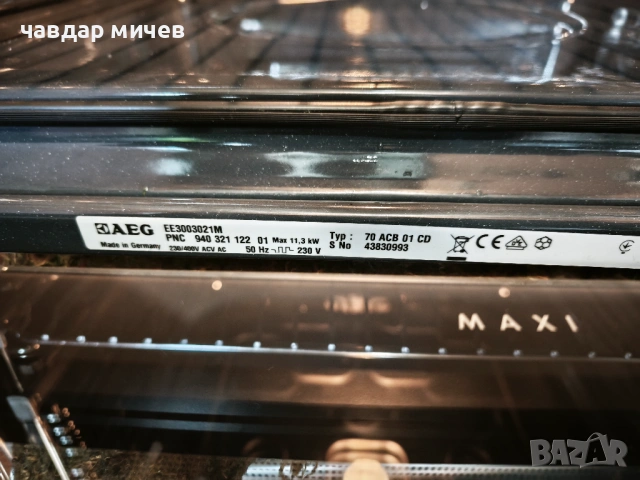 чавдар мичев
AEG EE3003021M
PNC 940 321 122 01 Max 11,3 kW Typ : 70 ACB 01 CD
Made in Germany 230/400V ACV AC 50 Hz 230 V S No 43830993
CE
MAXI
BAZAR